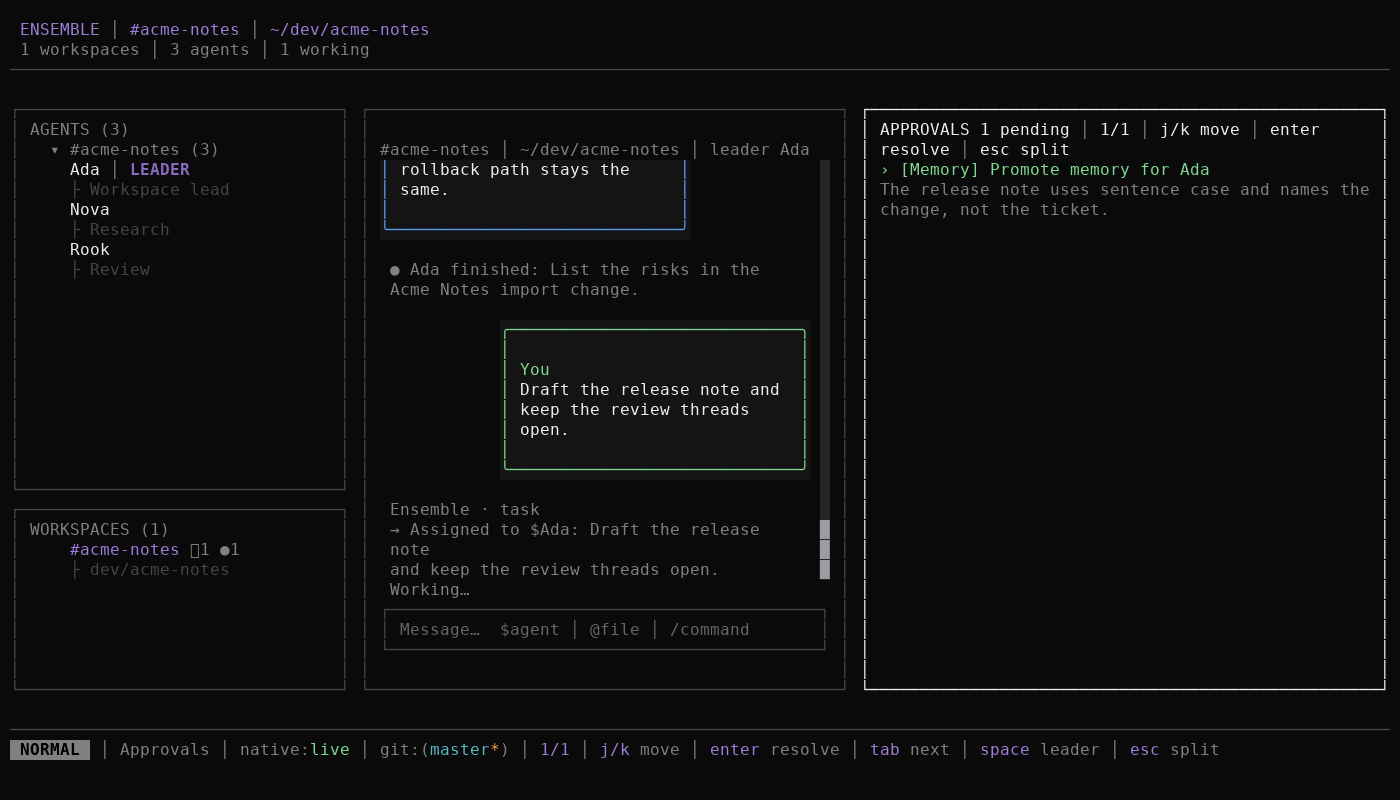 ENSEMBLE │ #acme-notes │ ~/dev/acme-notes
1 workspaces │ 3 agents │ 1 working
AGENTS (3)
▾ #acme-notes (3)
Ada │ LEADER
├ Workspace lead
Nova
├ Research
Rook
├ Review
WORKSPACES (1)
#acme-notes 1 ●1
├ dev/acme-notes
#acme-notes │ ~/dev/acme-notes │ leader Ada
rollback path stays the
same.
● Ada finished: List the risks in the
Acme Notes import change.
You
Draft the release note and
keep the review threads
open.
Ensemble · task
→ Assigned to $Ada: Draft the release
note
and keep the review threads open.
Working…
Message… $agent │ @file │ /command
APPROVALS 1 pending │ 1/1 │ j/k move │ enter
resolve │ esc split
› [Memory] Promote memory for Ada
The release note uses sentence case and names the
change, not the ticket.
NORMAL │ Approvals │ native:live │ git:(master*) │ 1/1 │ j/k move │ enter resolve │ tab next │ space leader │ esc split